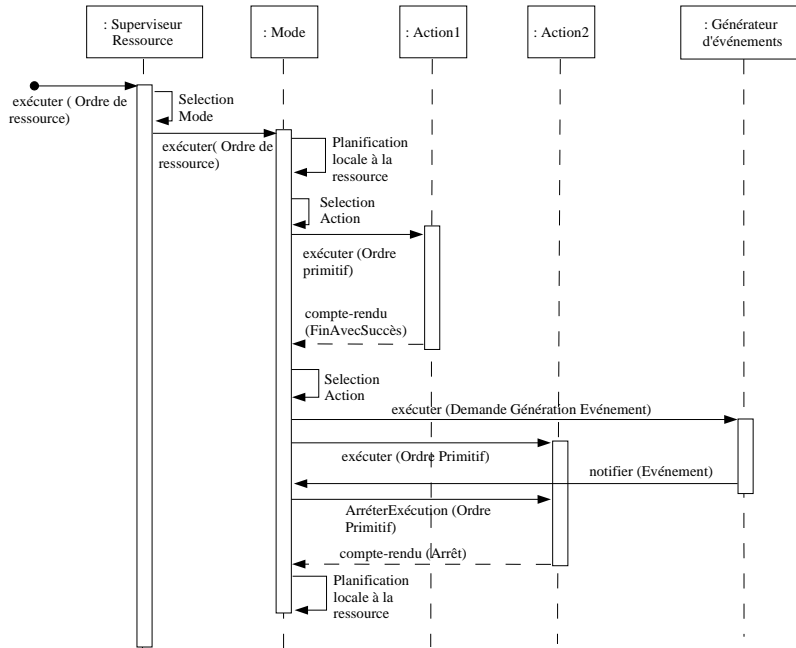 : Superviseur
Ressource
: Mode
: Action1
: Action2
: Générateur
d'événements
exécuter ( Ordre de
ressource)
Selection
Mode
exécuter( Ordre de
ressource)
Planification
locale à la
ressource
Selection
Action
exécuter (Ordre
primitif)
compte-rendu
(FinAvecSuccès)
Selection
Action
exécuter (Demande Génération Evénement)
exécuter (Ordre Primitif)
notifier (Evénement)
ArréterExécution (Ordre
Primitif)
compte-rendu (Arrêt)
Planification
locale à la
ressource